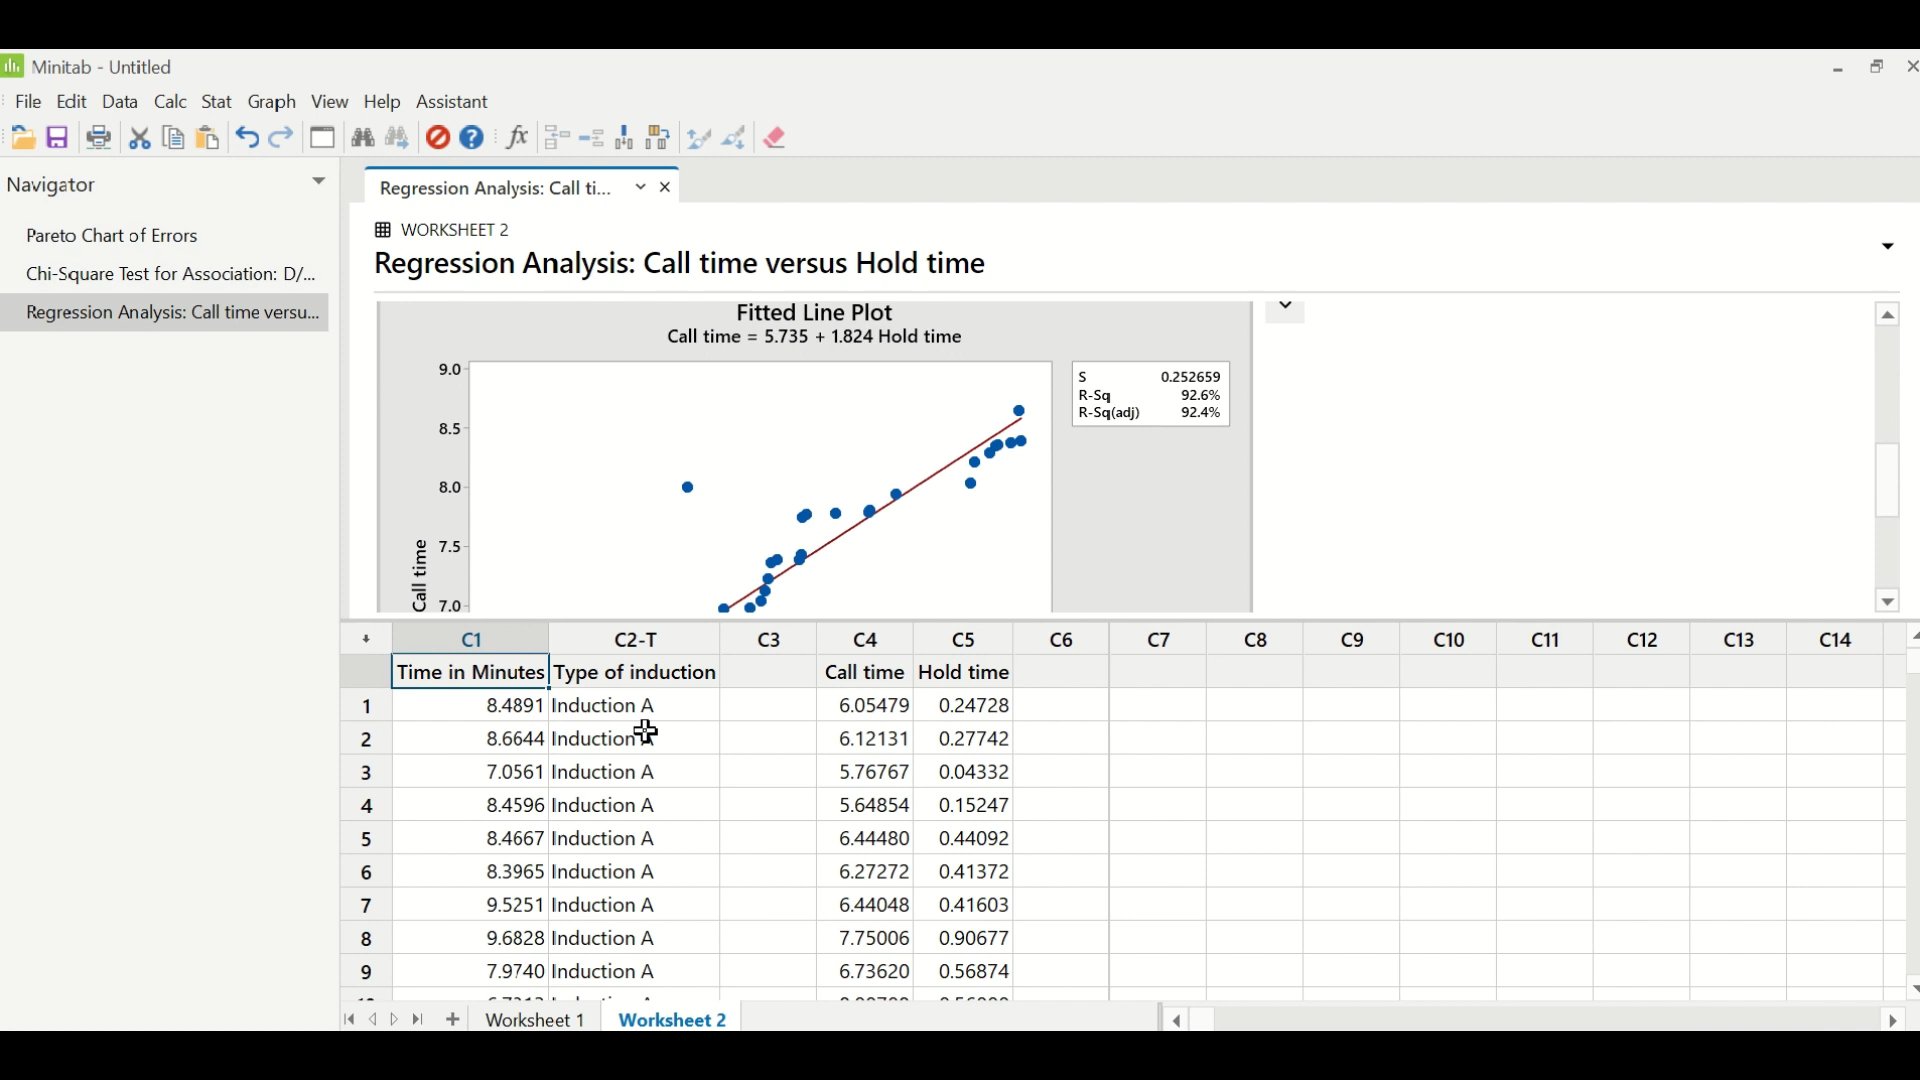 Minitab - Untitled
File Edit Data Calc Stat Graph View Help Assistant
Navigator
Pareto Chart of Errors
Chi-Square Test for Association: D/...
Regression Analysis: Call time versu...
Regression Analysis: Call ti...
WORKSHEET 2
Regression Analysis: Call time versus Hold time
Fitted Line Plot
Call time = 5.735 + 1.824 Hold time
9.0
8.5
8.0
7.5
7.0
Call time
S 0.252659
R-Sq 92.6%
R-Sq(adj) 92.4%
C1 C2-T C3 C4 C5 C6 C7 C8 C9 C10 C11 C12 C13 C14
Time in Minutes Type of induction Call time Hold time
1 8.4891 Induction A 6.05479 0.24728
2 8.6644 Induction A 6.12131 0.27742
3 7.0561 Induction A 5.76767 0.04332
4 8.4596 Induction A 5.64854 0.15247
5 8.4667 Induction A 6.44480 0.44092
6 8.3965 Induction A 6.27272 0.41372
7 9.5251 Induction A 6.44048 0.41603
8 9.6828 Induction A 7.75006 0.90677
9 7.9740 Induction A 6.73620 0.56874
Worksheet 1 Worksheet 2